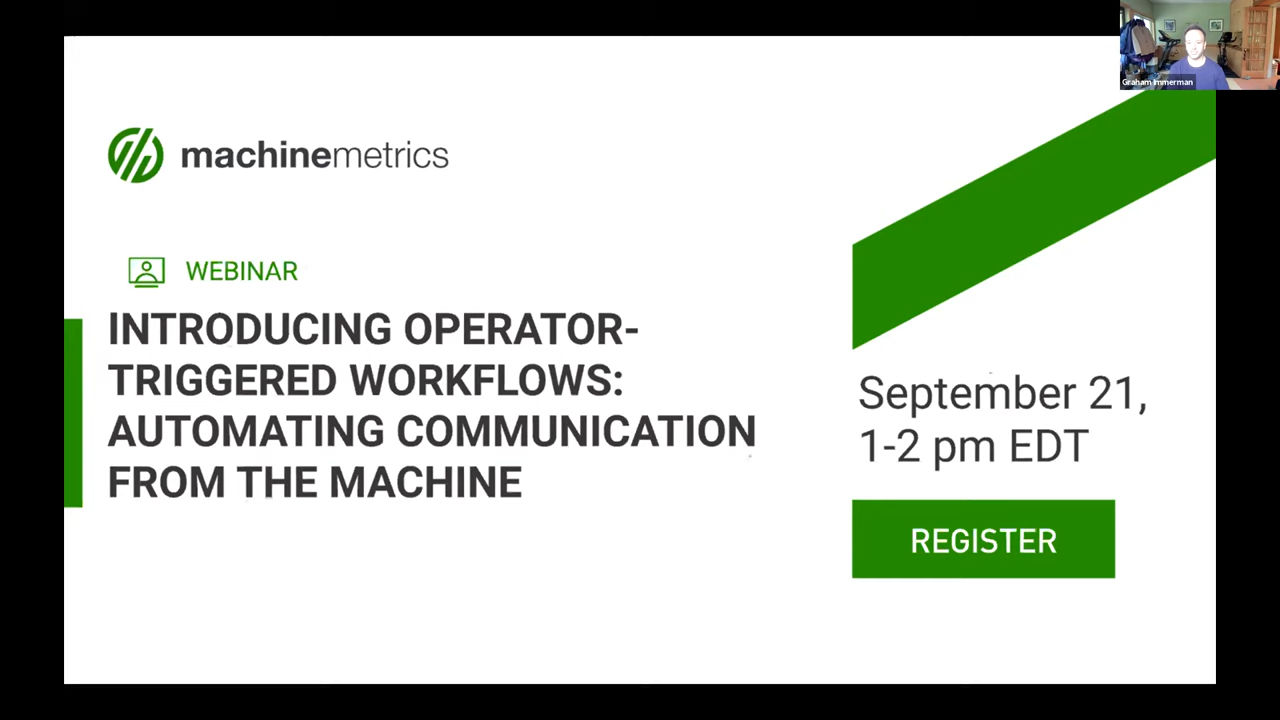 Graham Immerman
machinemetrics
WEBINAR
INTRODUCING OPERATOR-
TRIGGERED WORKFLOWS:
AUTOMATING COMMUNICATION
FROM THE MACHINE
September 21,
1-2 pm EDT
REGISTER